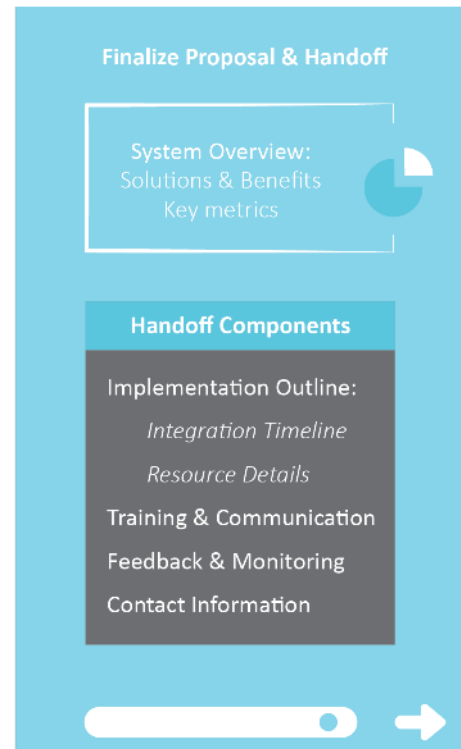 Finalize Proposal & Handoff
System Overview:
Solutions & Benefits
Key metrics
Handoff Components
Implementation Outline:
Integration Timeline
Resource Details
Training & Communication
Feedback & Monitoring
Contact Information